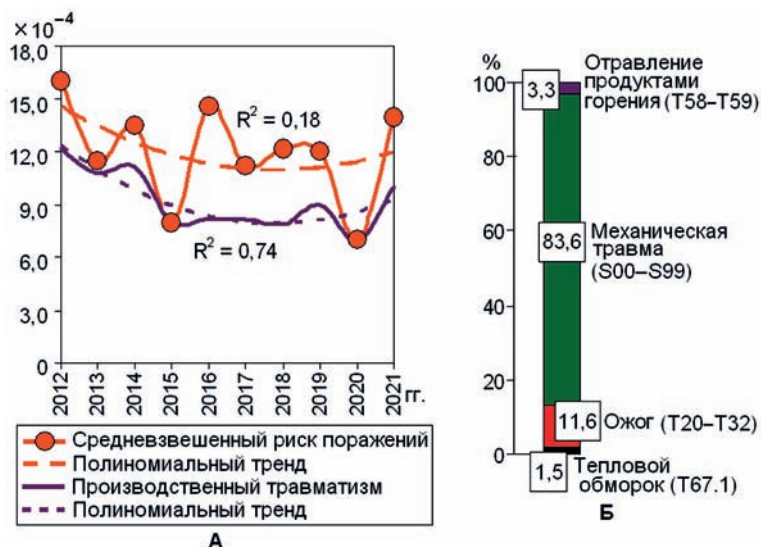 ×10⁻⁴
18,0
15,0
12,0
9,0
6,0
3,0
0
R² = 0,18
R² = 0,74
2012
2013
2014
2015
2016
2017
2018
2019
2020
2021
гг.
Средневзвешенный риск поражений
Полиномиальный тренд
Производственный травматизм
Полиномиальный тренд
А
%
100
80
60
40
20
0
3,3
83,6
11,6
1,5
Отравление
продуктами
горения (T58–T59)
Механическая
травма
(S00–S99)
Ожог (T20–T32)
Тепловой
обморок (T67.1)
Б